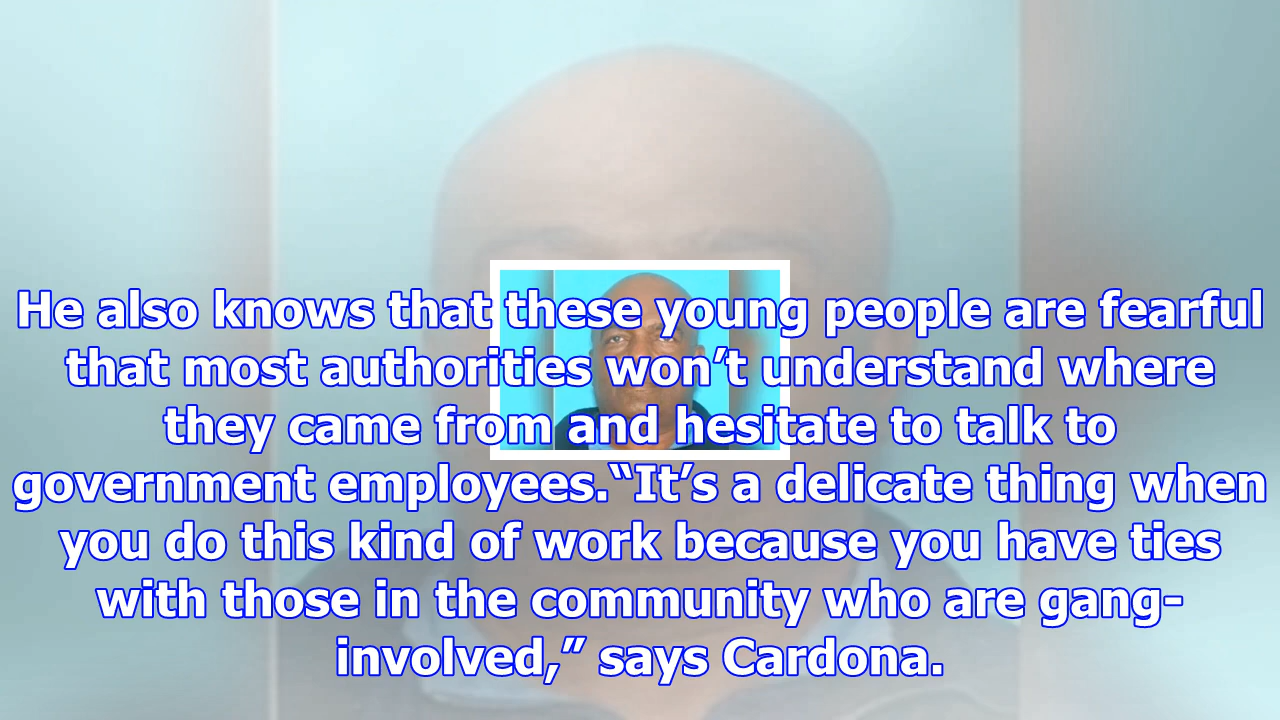 He also knows that these young people are fearful
that most authorities won’t understand where
they came from and hesitate to talk to
government employees.“It’s a delicate thing when
you do this kind of work because you have ties
with those in the community who are gang-
involved,” says Cardona.